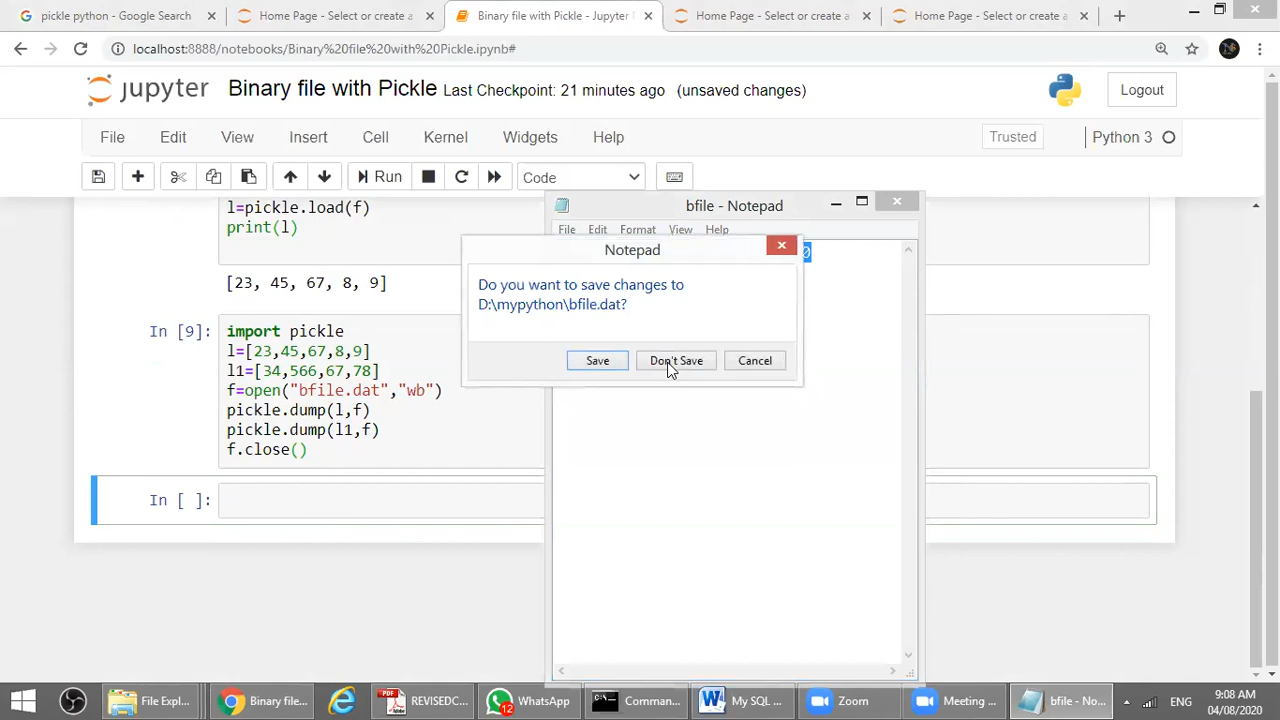 pickle python - Google Search
Home Page - Select or create a
Binary file with Pickle - Jupyter
Home Page - Select or create a
Home Page - Select or create a
localhost:8888/notebooks/Binary%20file%20with%20Pickle.ipynb#
jupyter Binary file with Pickle Last Checkpoint: 21 minutes ago (unsaved changes)
Logout
File Edit View Insert Cell Kernel Widgets Help
Trusted
Python 3
Run
Code
l=pickle.load(f)
print(l)
[23, 45, 67, 8, 9]
In [9]:
import pickle
l=[23,45,67,8,9]
l1=[34,566,67,78]
f=open("bfile.dat","wb")
pickle.dump(l,f)
pickle.dump(l1,f)
f.close()
In [ ]:
bfile - Notepad
File Edit Format View Help
Notepad
Do you want to save changes to
D:\mypython\bfile.dat?
Save
Don't Save
Cancel
File Expl...
Binary file...
REVISEDC...
12
WhatsApp
Comman...
My SQL ...
Zoom
Meeting ...
bfile - No...
ENG
9:08 AM
04/08/2020